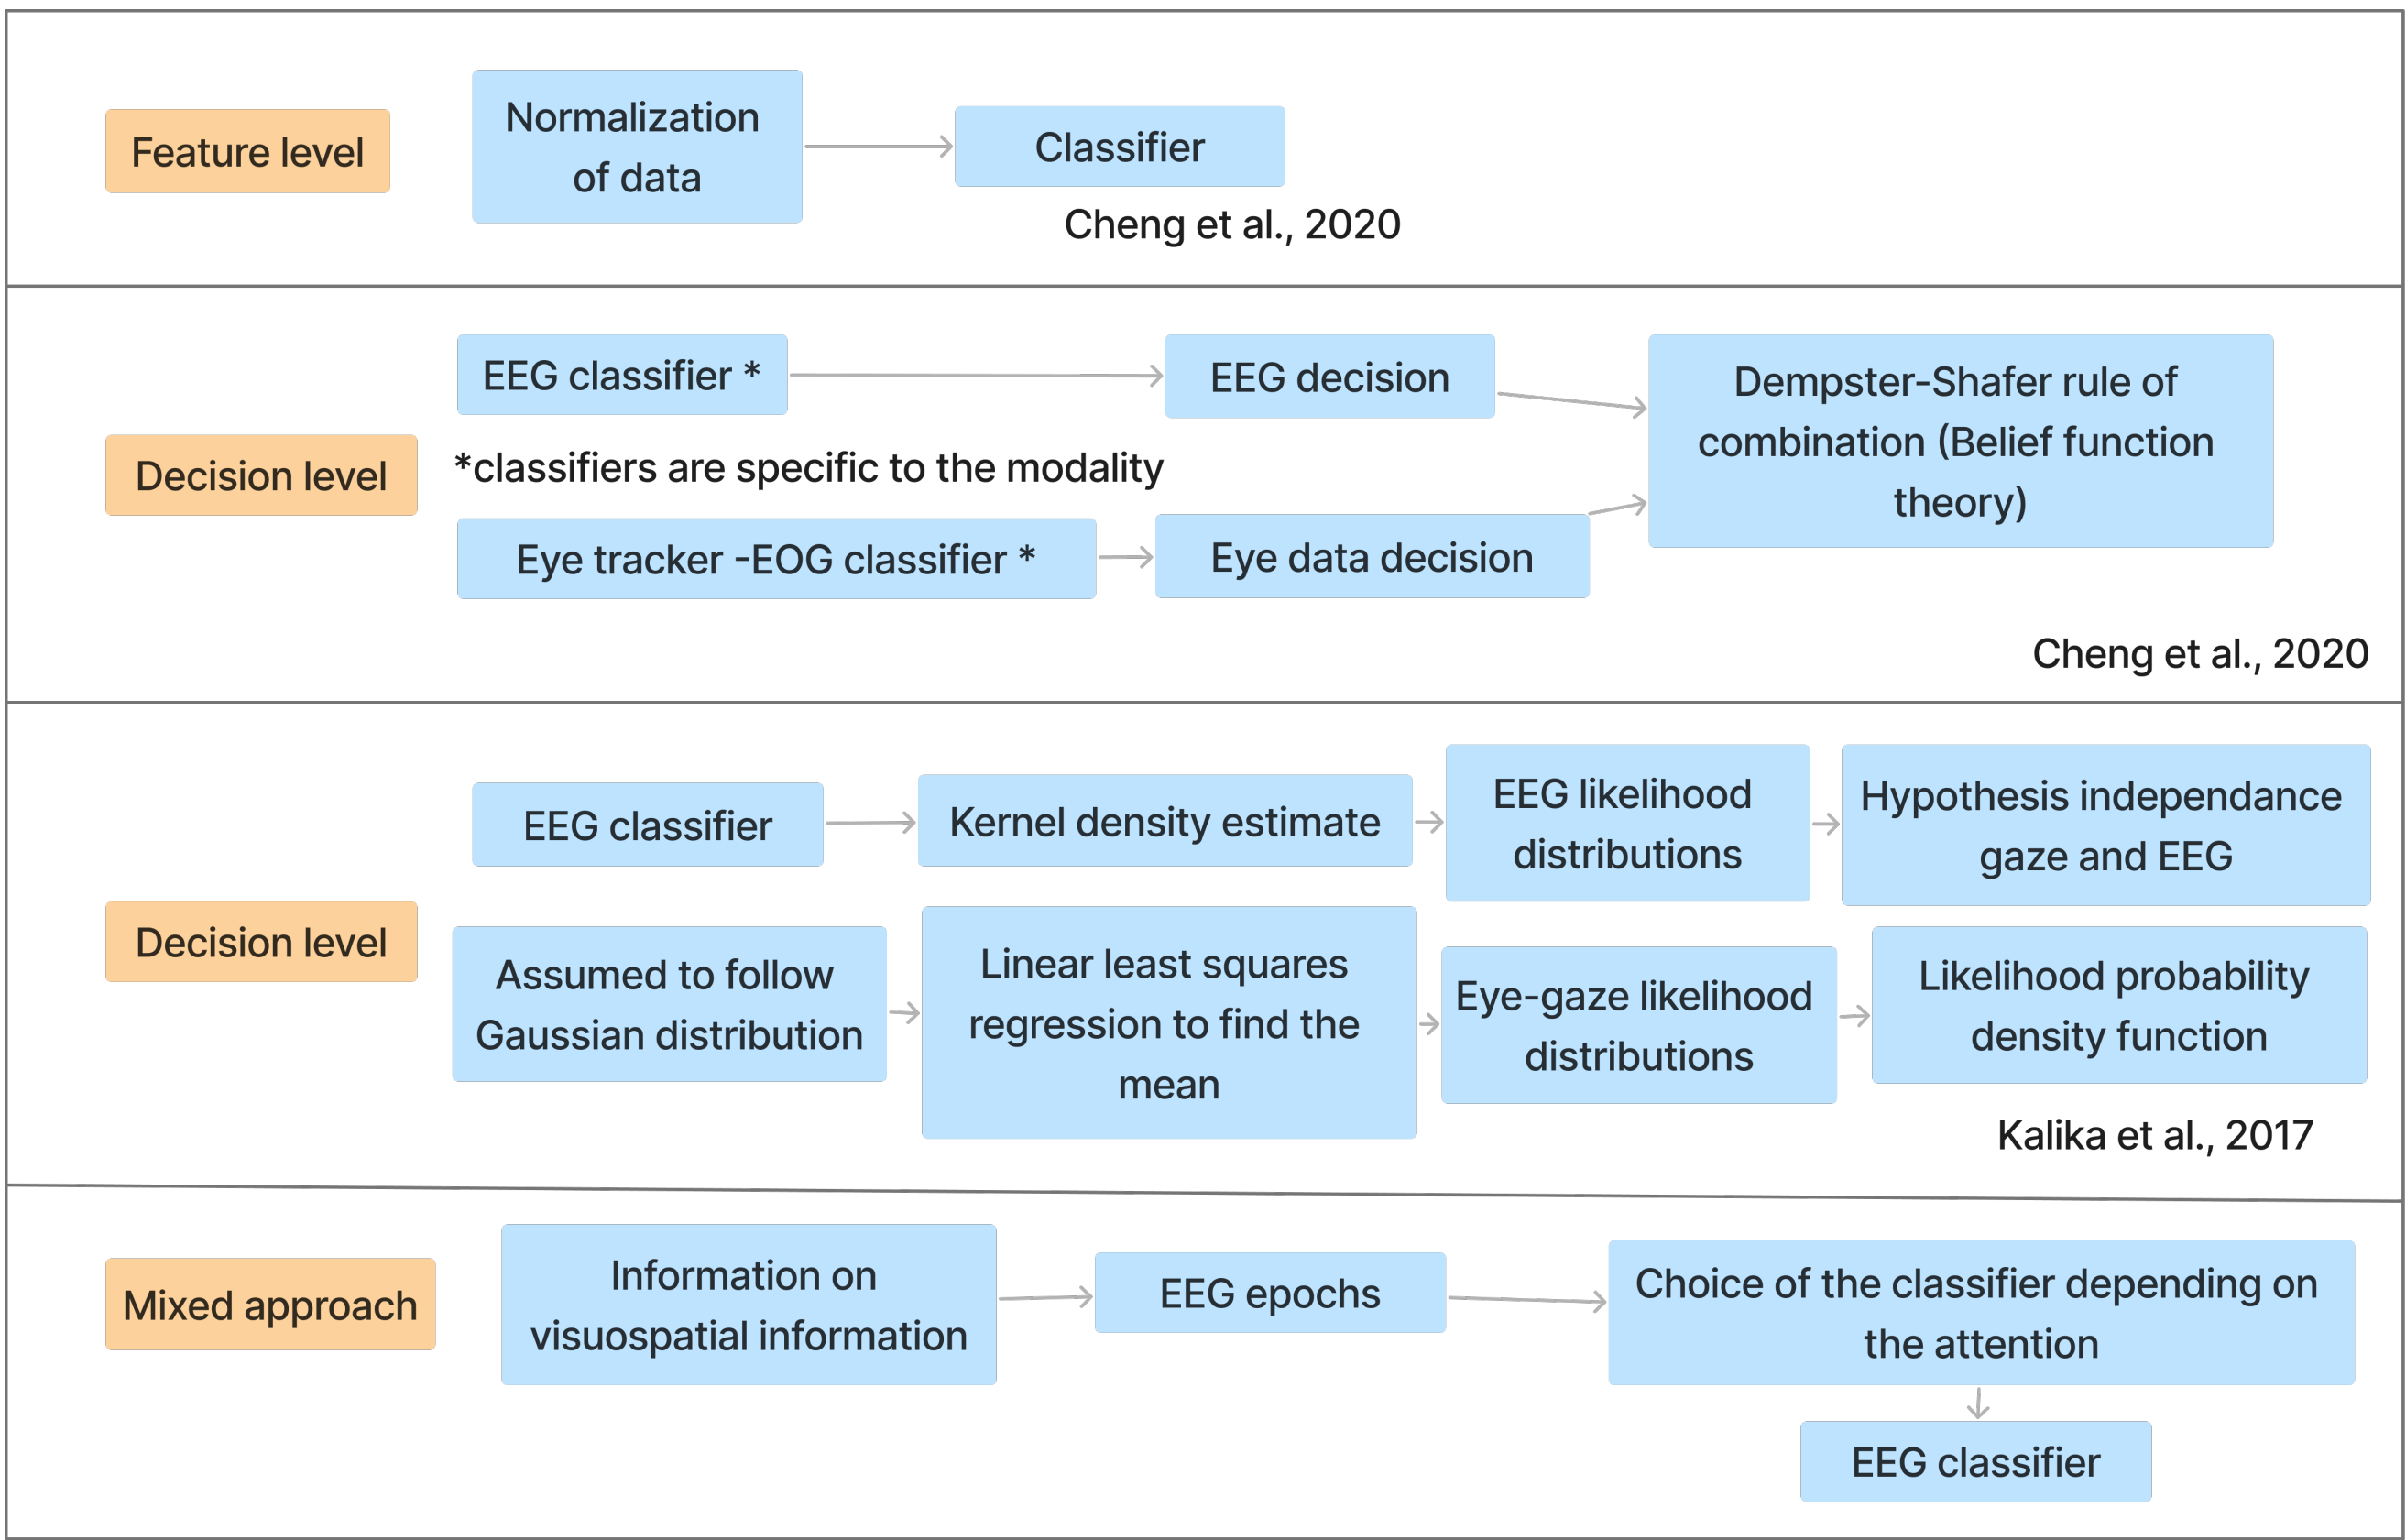 Feature level
Normalization
of data
Classifier
Cheng et al., 2020
Decision level
EEG classifier *
EEG decision
*classifiers are specific to the modality
Eye tracker -EOG classifier *
Eye data decision
Dempster-Shafer rule of
combination (Belief function
theory)
Cheng et al., 2020
Decision level
EEG classifier
Kernel density estimate
EEG likelihood
distributions
Hypothesis independance
gaze and EEG
Assumed to follow
Gaussian distribution
Linear least squares
regression to find the
mean
Eye-gaze likelihood
distributions
Likelihood probability
density function
Kalika et al., 2017
Mixed approach
Information on
visuospatial information
EEG epochs
Choice of the classifier depending on
the attention
EEG classifier